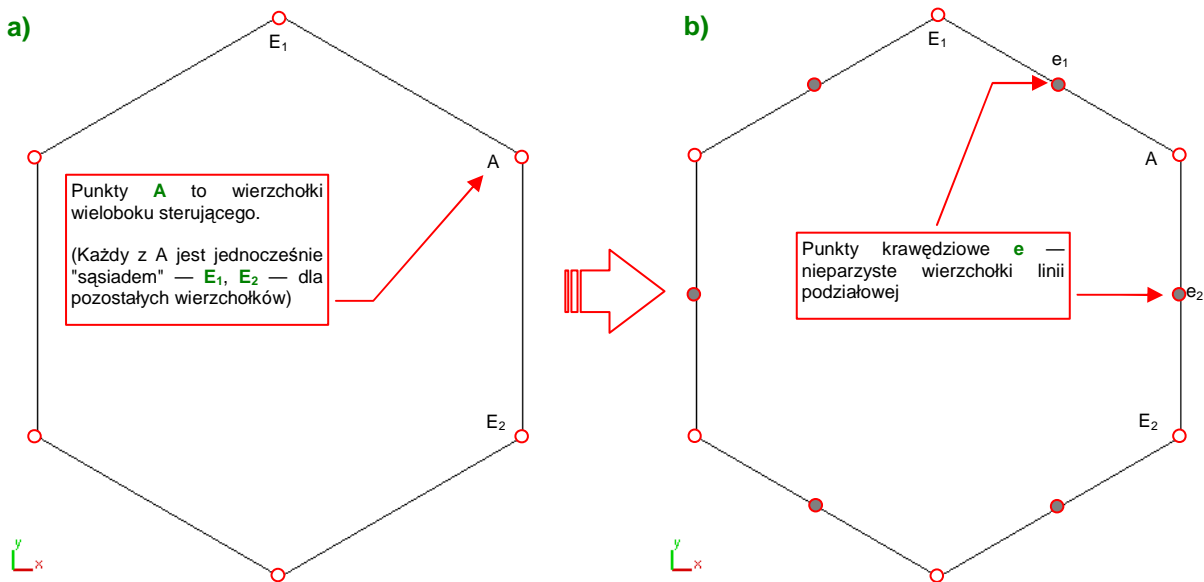 a)
E1
A
Punkty A to wierzchołki
wieloboku sterującego.
(Każdy z A jest jednocześnie
"sąsiadem" — E1, E2 — dla
pozostałych wierzchołków)
E2
y
x
b)
E1
e1
A
Punkty krawędziowe e —
nieparzyste wierzchołki linii
podziałowej
e2
E2
y
x